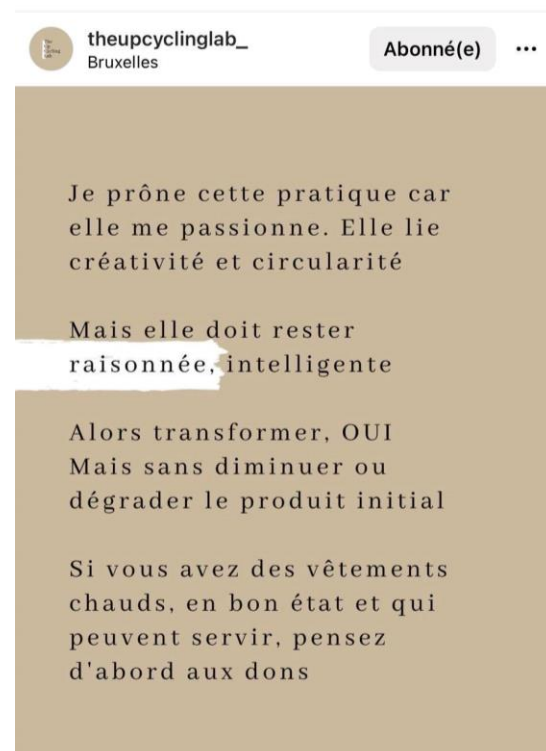 theupcyclinglab_
Bruxelles
Abonné(e)
Je prône cette pratique car
elle me passionne. Elle lie
créativité et circularité
Mais elle doit rester
raisonnée, intelligente
Alors transformer, OUI
Mais sans diminuer ou
dégrader le produit initial
Si vous avez des vêtements
chauds, en bon état et qui
peuvent servir, pensez
d'abord aux dons